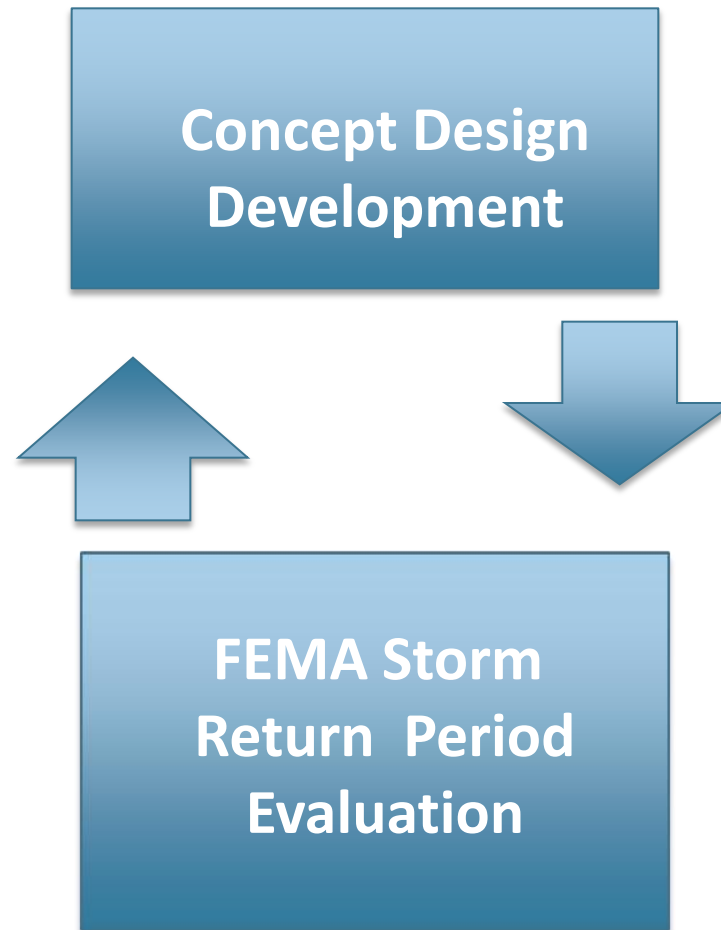 Concept Design
Development
FEMA Storm
Return  Period
Evaluation